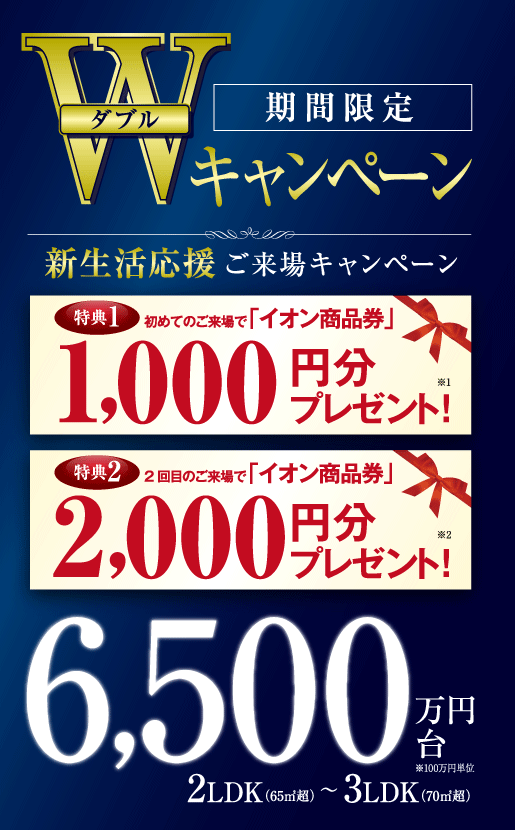 W
ダブル
期間限定
キャンペーン
新生活応援 ご来場キャンペーン
特典1 初めてのご来場で「イオン商品券」
1,000円分
プレゼント!※1
特典2 2回目のご来場で「イオン商品券」
2,000円分
プレゼント!※2
6,500万円
台
※100万円単位
2LDK(65㎡超)~3LDK(70㎡超)